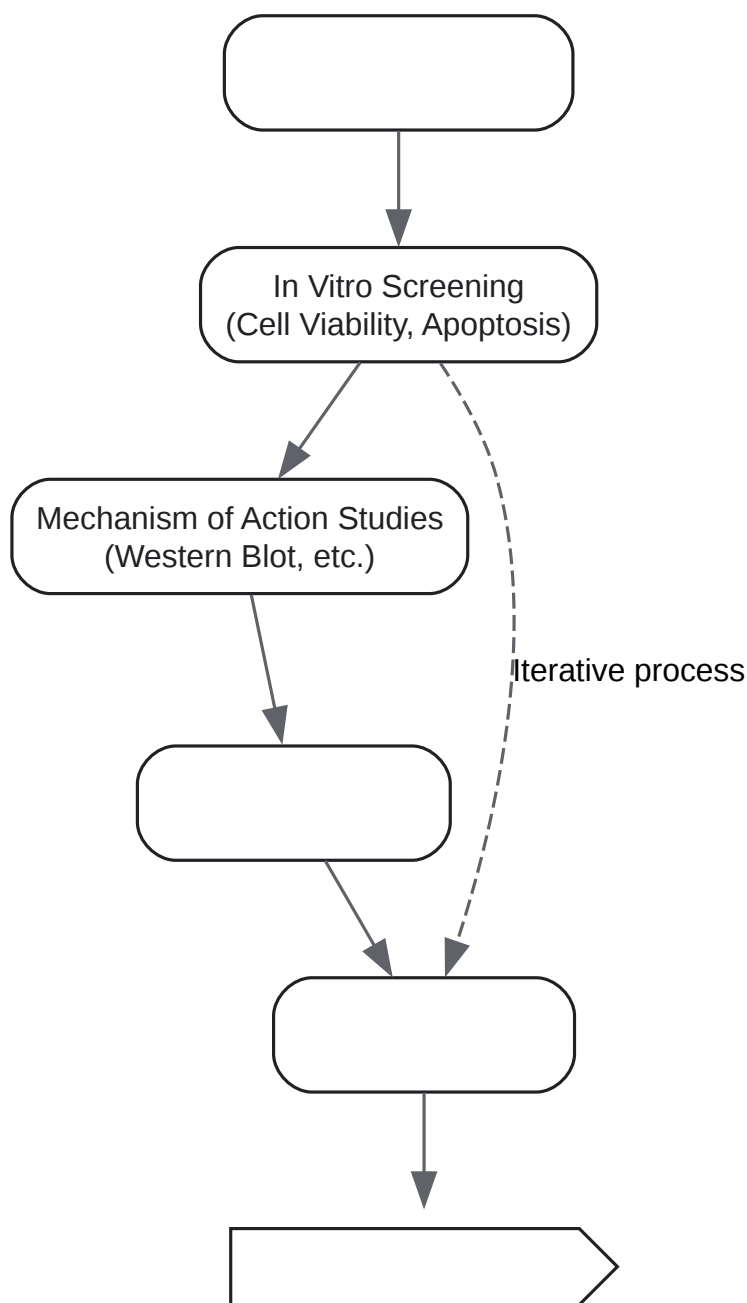 In Vitro Screening
(Cell Viability, Apoptosis)
Mechanism of Action Studies
(Western Blot, etc.)
Iterative process